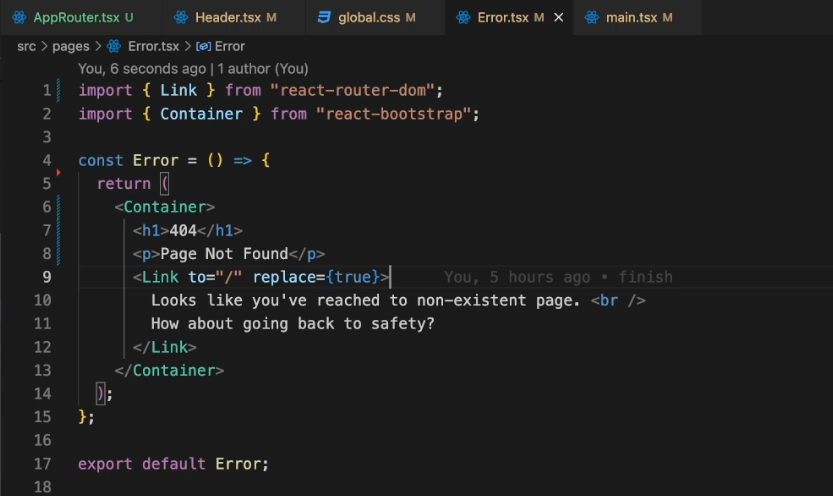 AppRouter.tsx U Header.tsx M global.css M Error.tsx M × main.tsx M
src > pages > Error.tsx > Error
You, 6 seconds ago | 1 author (You)
1 import { Link } from "react-router-dom";
2 import { Container } from "react-bootstrap";
3
4 const Error = () => {
5 return (
6 <Container>
7 <h1>404</h1>
8 <p>Page Not Found</p>
9 <Link to="/" replace={true}> You, 5 hours ago • finish
10 Looks like you've reached to non-existent page. <br />
11 How about going back to safety?
12 </Link>
13 </Container>
14 );
15 };
16
17 export default Error;
18